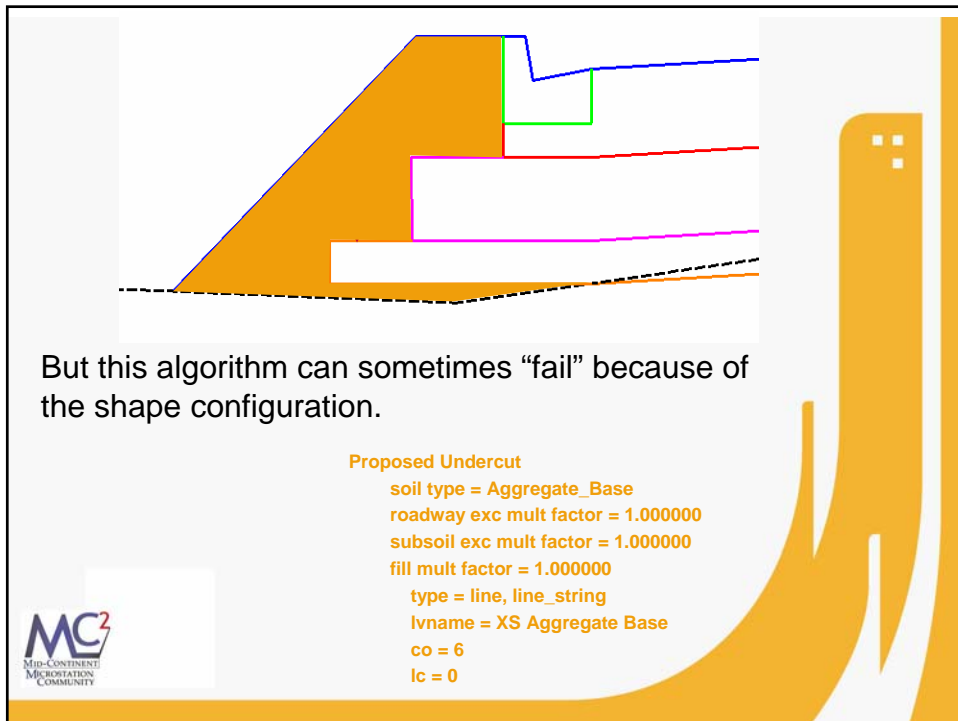 But this algorithm can sometimes “fail” because of
the shape configuration.
Proposed Undercut
soil type = Aggregate_Base
roadway exc mult factor = 1.000000
subsoil exc mult factor = 1.000000
fill mult factor = 1.000000
type = line, line_string
lvname = XS Aggregate Base
co = 6
lc = 0
MC2
MID-CONTINENT
MICROSTATION
COMMUNITY